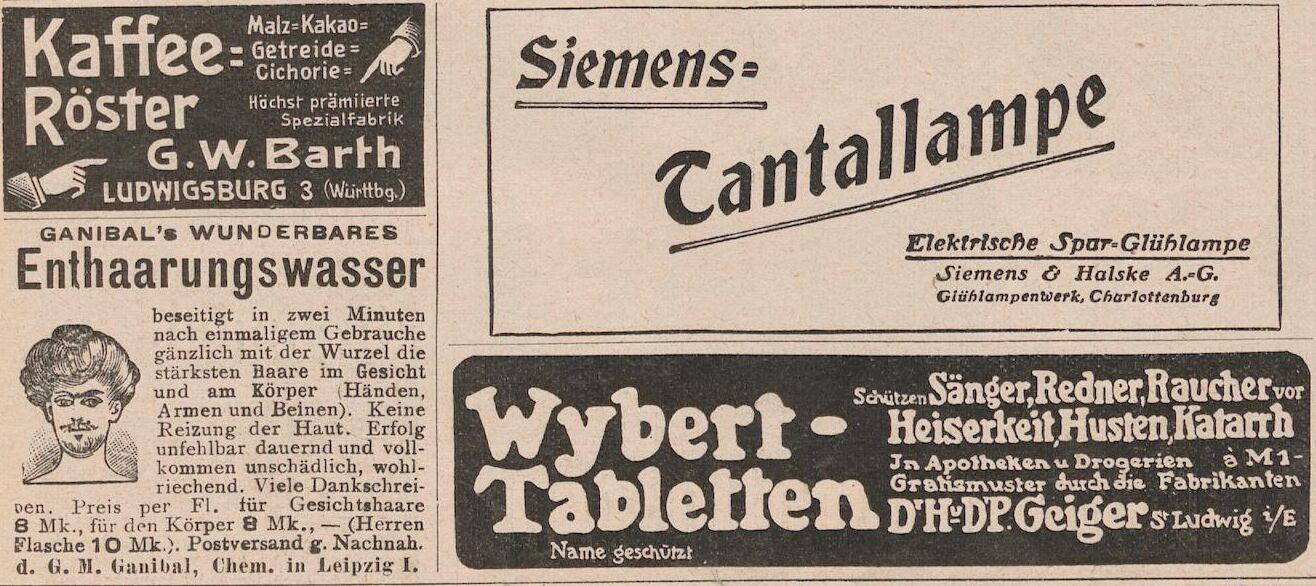 Kaffee=
Röster
Malz=Kakao=
Getreide=
Cichorie=
Höchst prämiierte
Spezialfabrik
G.W. Barth
LUDWIGSBURG 3 (Württbg.)
GANIBAL's WUNDERBARES
Enthaarungswasser
beseitigt in zwei Minuten
nach einmaligem Gebrauche
gänzlich mit der Wurzel die
stärksten Haare im Gesicht
und am Körper (Händen,
Armen und Beinen). Keine
Reizung der Haut. Erfolg
unfehlbar dauernd und voll-
kommen unschädlich, wohl-
riechend. Viele Dankschrei-
ben. Preis per Fl. für Gesichtshaare
8 Mk., für den Körper 8 Mk., — (Herren
Flasche 10 Mk.). Postversand g. Nachnah.
d. G. M. Ganibal, Chem. in Leipzig I.
Siemens=
Tantallampe
Elektrische Spar=Glühlampe
Siemens & Halske A.=G.
Glühlampenwerk, Charlottenburg
Wybert-
Tabletten
Name geschützt
Schützen Sänger, Redner, Raucher vor
Heiserkeit, Husten, Katarrh
In Apotheken u Drogerien à M 1-
Gratismuster durch die Fabrikanten
Dr H. u. D P. Geiger St Ludwig i/E